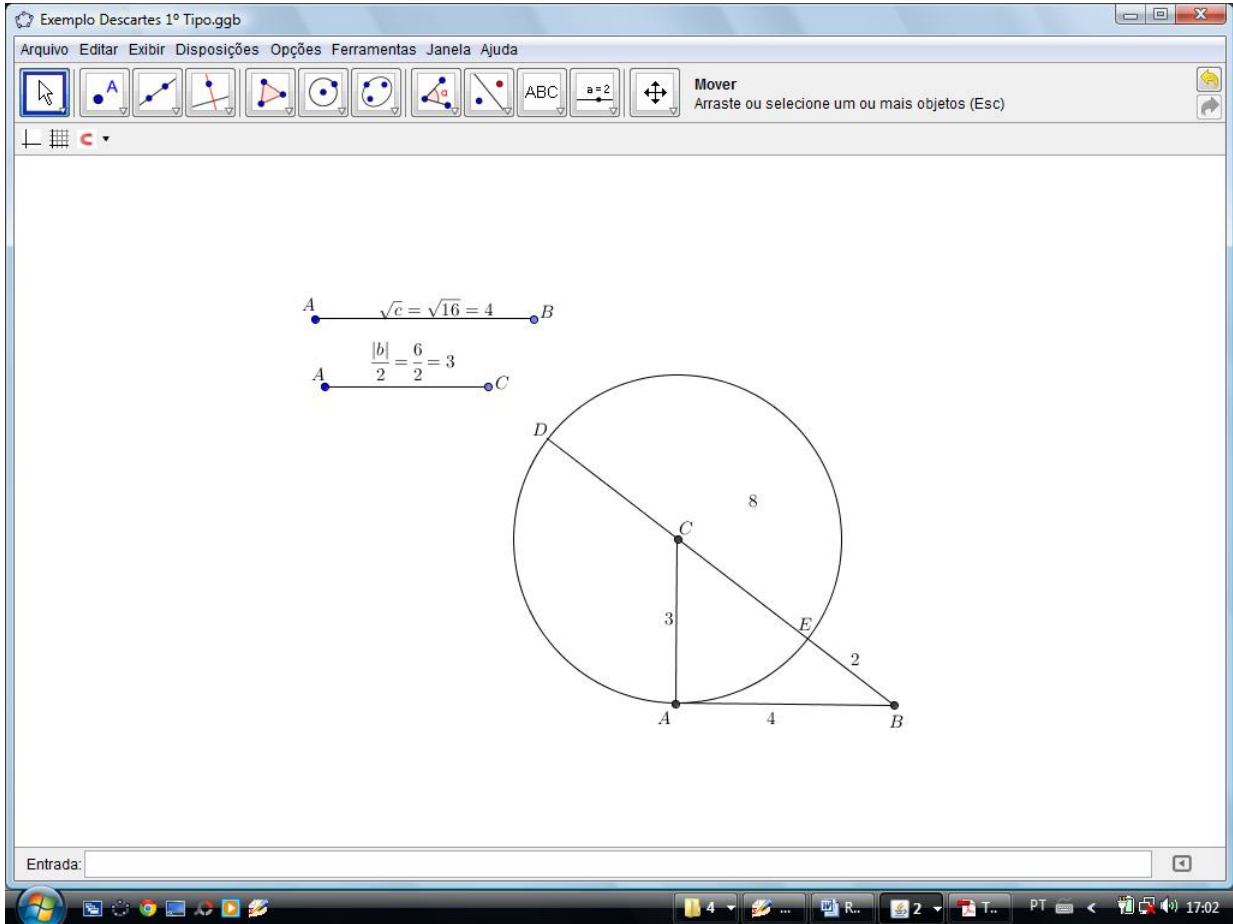 Exemplo Descartes 1º Tipo.ggb
Arquivo Editar Exibir Disposições Opções Ferramentas Janela Ajuda
A
α
ABC
a = 2
Mover
Arraste ou selecione um ou mais objetos (Esc)
A √c = √16 = 4 B
A |b|/2 = 6/2 = 3 C
D
8
C
3
E
2
A 4 B
Entrada:
4 ... R.. 2 T.. PT < 17:02